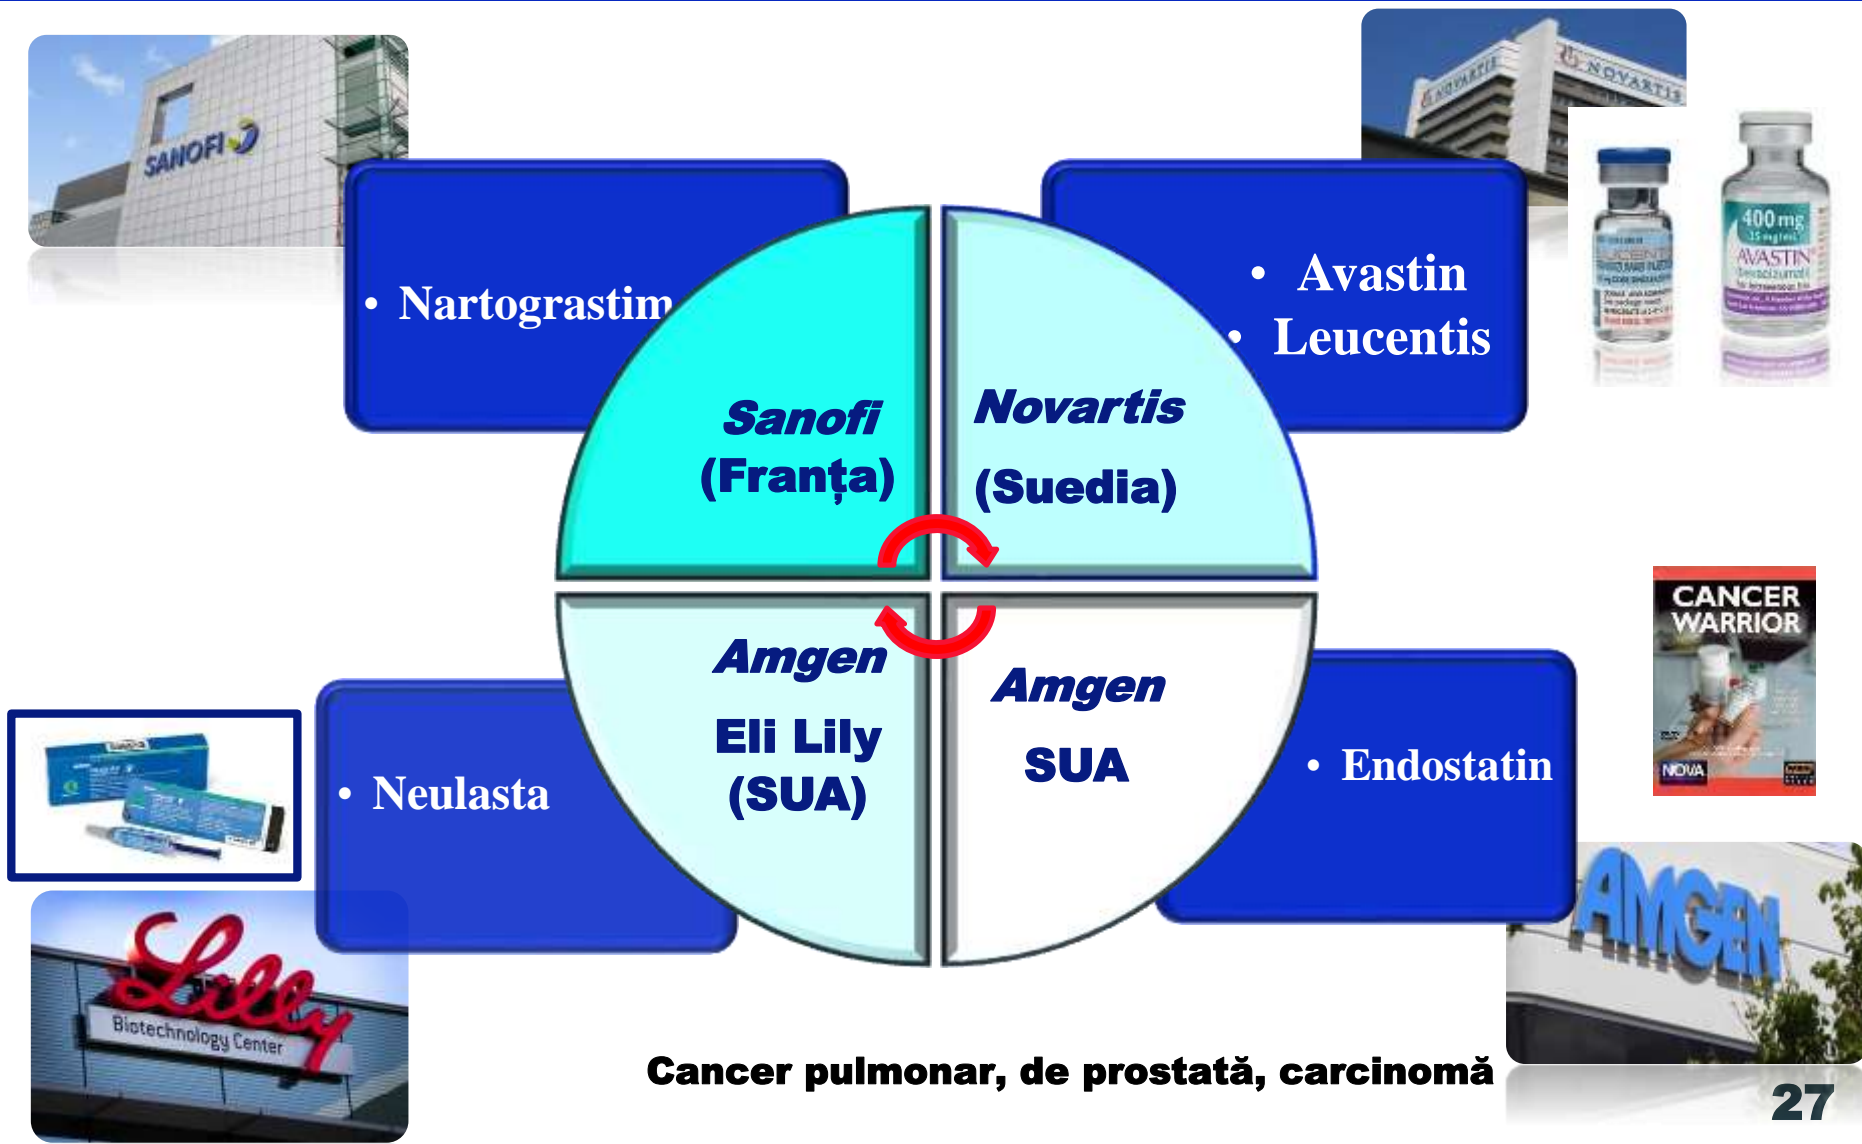 SANOFI
NOVARTIS
NOVARTIS
400 mg
AVASTIN
• Nartograstim
• Avastin
• Leucentis
Sanofi
(Franța)
Novartis
(Suedia)
CANCER
WARRIOR
NOVA
Amgen
Eli Lily
(SUA)
Amgen
SUA
• Neulasta
• Endostatin
Lilly
Biotechnology Center
AMGEN
Cancer pulmonar, de prostată, carcinomă
27